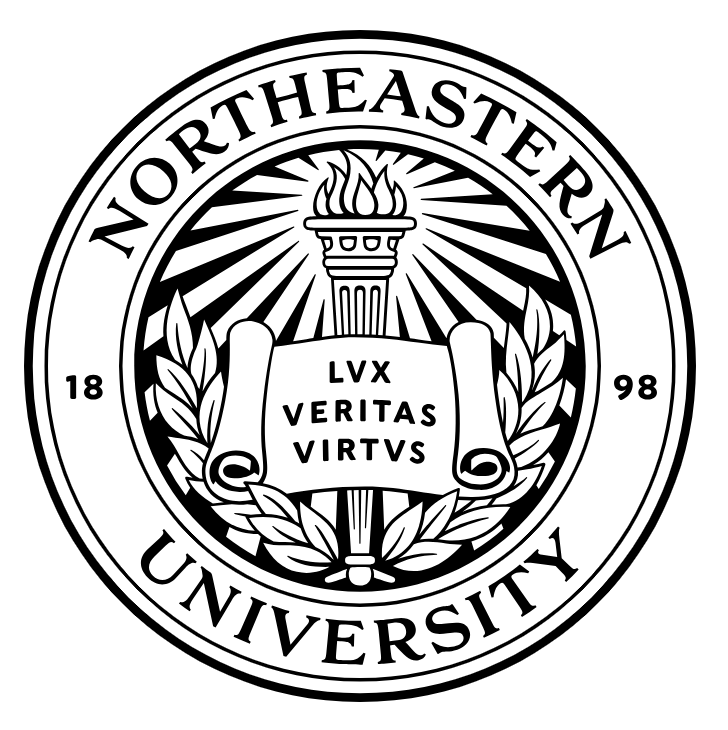 NORTHEASTERN
18 98
LVX
VERITAS
VIRTVS
UNIVERSITY